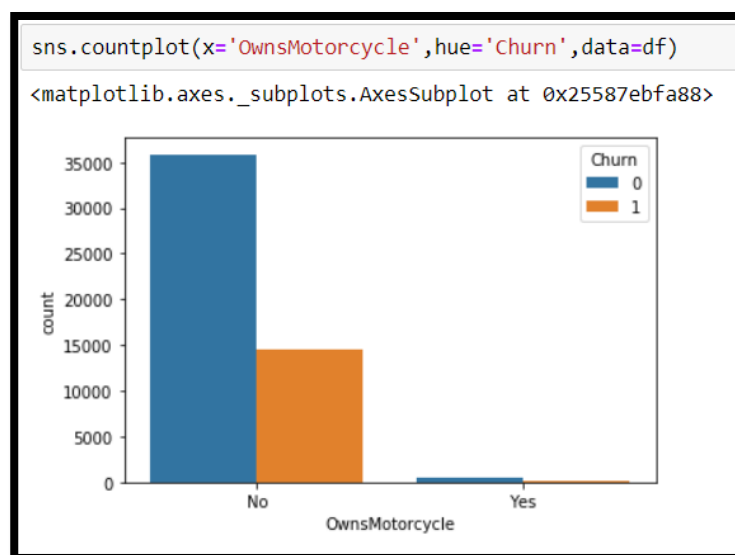 sns.countplot(x='OwnsMotorcycle',hue='Churn',data=df)
<matplotlib.axes._subplots.AxesSubplot at 0x25587ebfa88>
Churn
0
1
35000
30000
25000
20000
15000
10000
5000
0
count
No
Yes
OwnsMotorcycle